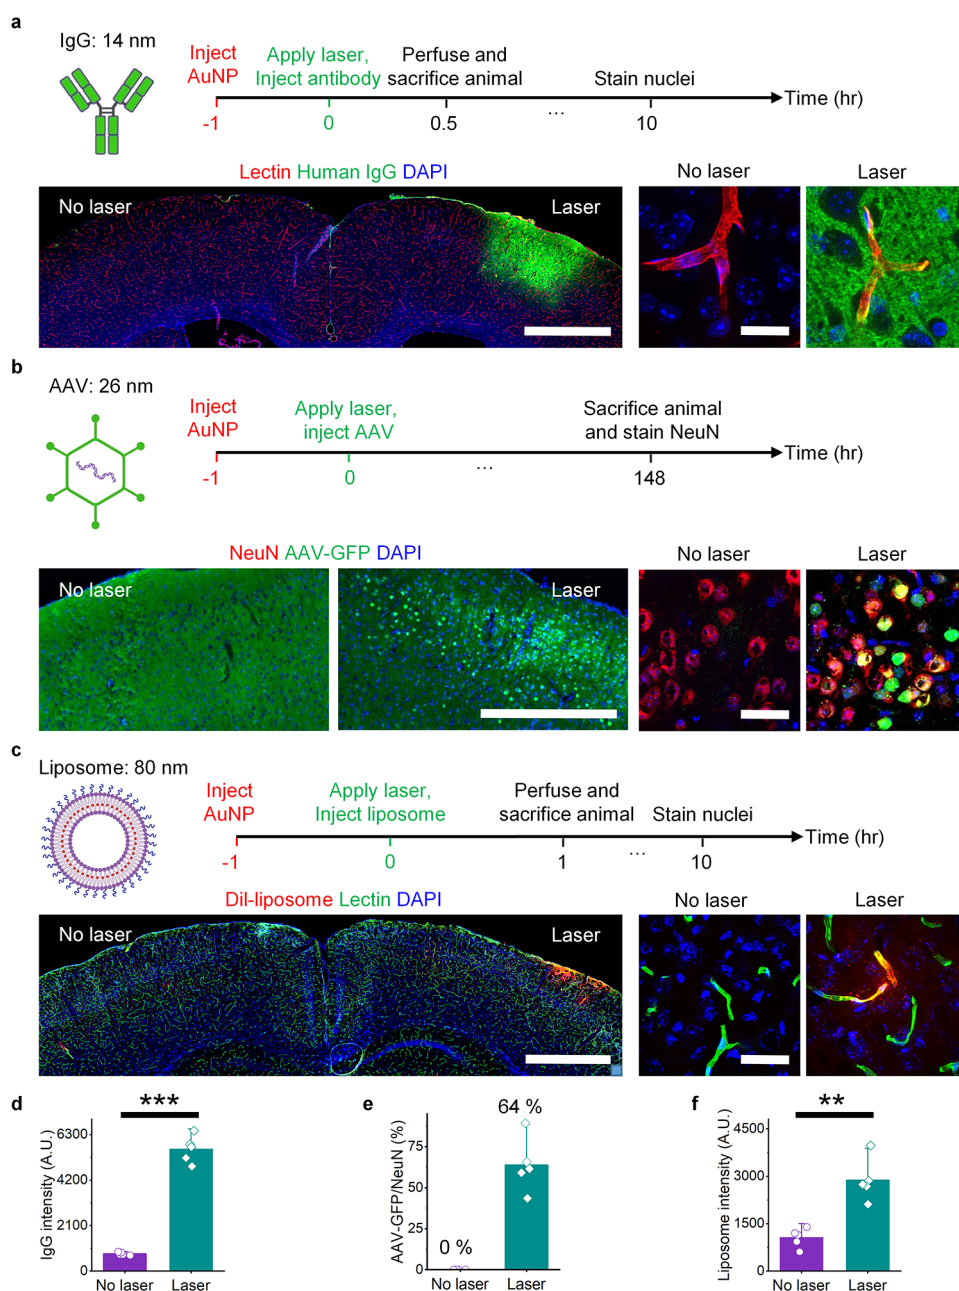 a
IgG: 14 nm
Inject
AuNP
Apply laser,
Inject antibody
Perfuse and
sacrifice animal
Stain nuclei
Time (hr)
-1
0
0.5
...
10
Lectin Human IgG DAPI
No laser
Laser
No laser
Laser
b
AAV: 26 nm
Inject
AuNP
Apply laser,
inject AAV
Sacrifice animal
and stain NeuN
Time (hr)
-1
0
...
148
NeuN AAV-GFP DAPI
No laser
Laser
No laser
Laser
c
Liposome: 80 nm
Inject
AuNP
Apply laser,
Inject liposome
Perfuse and
sacrifice animal
Stain nuclei
Time (hr)
-1
0
1
...
10
Dil-liposome Lectin DAPI
No laser
Laser
No laser
Laser
d
***
IgG intensity (A.U.)
6300
4200
2100
0
No laser
Laser
e
AAV-GFP/NeuN (%)
75
50
25
0
0 %
64 %
No laser
Laser
f
**
Liposome intensity (A.U.)
4500
3000
1500
0
No laser
Laser